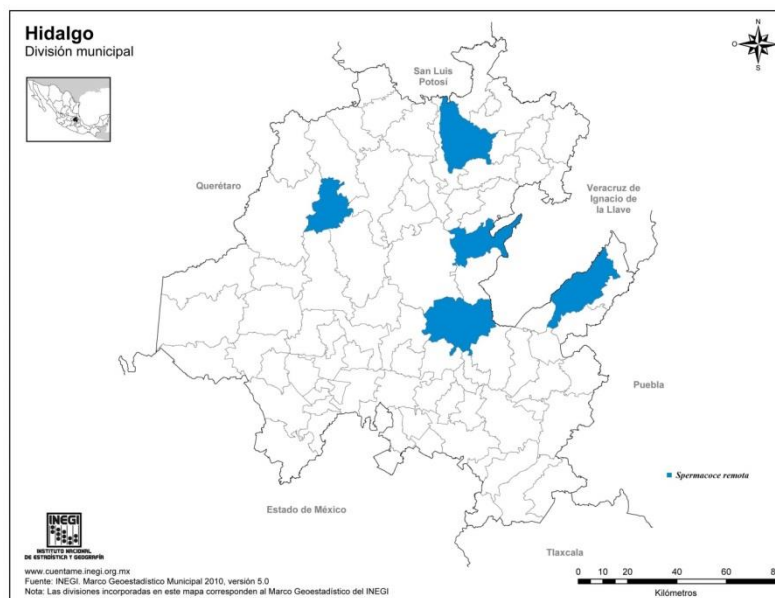 Hidalgo
División municipal
N
O
E
S
San Luis
Potosí
Querétaro
Veracruz de
Ignacio de
la Llave
Puebla
Spermacoce remota
Estado de México
Tlaxcala
INEGI
INSTITUTO NACIONAL
DE ESTADÍSTICA Y GEOGRAFÍA
www.cuentame.inegi.org.mx
Fuente: INEGI. Marco Geoestadístico Municipal 2010, versión 5.0
Nota: Las divisiones incorporadas en este mapa corresponden al Marco Geoestadístico del INEGI
0 10 20 40 60 80
Kilómetros